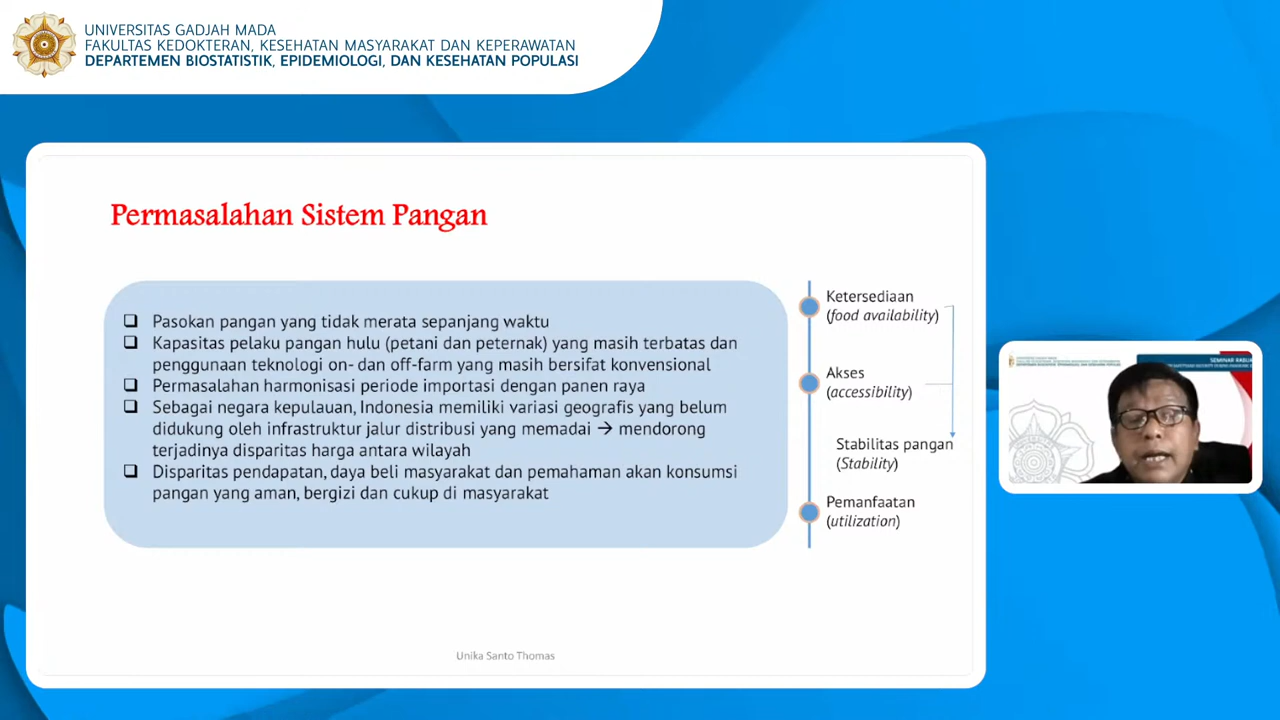 UNIVERSITAS GADJAH MADA
FAKULTAS KEDOKTERAN, KESEHATAN MASYARAKAT DAN KEPERAWATAN
DEPARTEMEN BIOSTATISTIK, EPIDEMIOLOGI, DAN KESEHATAN POPULASI
Permasalahan Sistem Pangan
❑ Pasokan pangan yang tidak merata sepanjang waktu
❑ Kapasitas pelaku pangan hulu (petani dan peternak) yang masih terbatas dan
penggunaan teknologi on- dan off-farm yang masih bersifat konvensional
❑ Permasalahan harmonisasi periode importasi dengan panen raya
❑ Sebagai negara kepulauan, Indonesia memiliki variasi geografis yang belum
didukung oleh infrastruktur jalur distribusi yang memadai → mendorong
terjadinya disparitas harga antara wilayah
❑ Disparitas pendapatan, daya beli masyarakat dan pemahaman akan konsumsi
pangan yang aman, bergizi dan cukup di masyarakat
Ketersediaan
(food availability)
Akses
(accessibility)
Stabilitas pangan
(Stability)
Pemanfaatan
(utilization)
Unika Santo Thomas